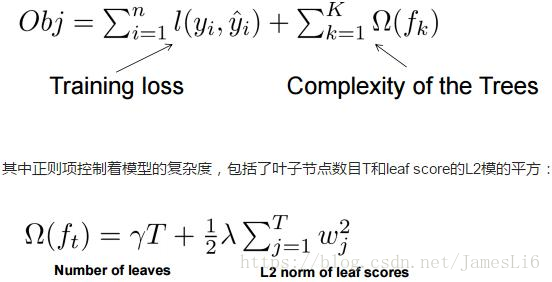 Obj = ∑_{i=1}^{n} l(y_i, ŷ_i) + ∑_{k=1}^{K} Ω(f_k)
Training loss Complexity of the Trees
其中正则项控制着模型的复杂度，包括了叶子节点数目T和leaf score的L2模的平方：
Ω(f_t) = γT + ½λ ∑_{j=1}^{T} w_j^2
https://blog.csdn.net/JamesLi6
Number of leaves L2 norm of leaf scores